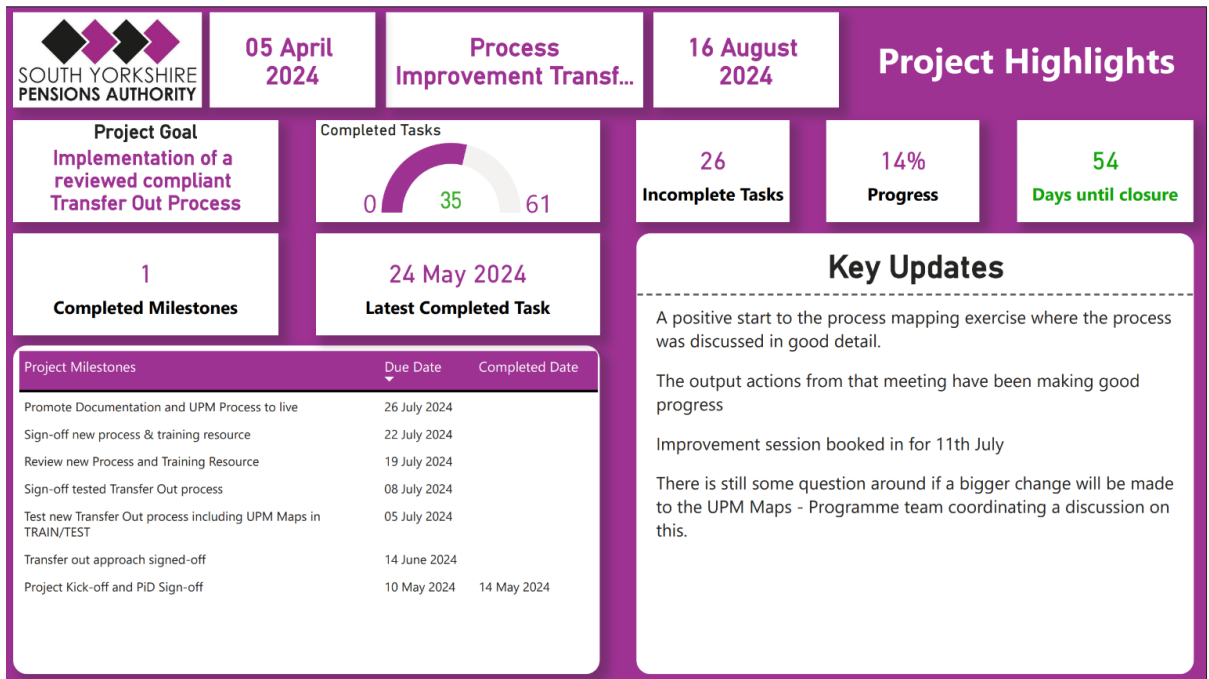 SOUTH YORKSHIRE
PENSIONS AUTHORITY
05 April
2024
Process
Improvement Transf...
16 August
2024
Project Highlights
Project Goal
Implementation of a
reviewed compliant
Transfer Out Process
Completed Tasks
0 35 61
26
Incomplete Tasks
14%
Progress
54
Days until closure
1
Completed Milestones
24 May 2024
Latest Completed Task
Project Milestones Due Date Completed Date
Promote Documentation and UPM Process to live 26 July 2024
Sign-off new process & training resource 22 July 2024
Review new Process and Training Resource 19 July 2024
Sign-off tested Transfer Out process 08 July 2024
Test new Transfer Out process including UPM Maps in 05 July 2024
TRAIN/TEST
Transfer out approach signed-off 14 June 2024
Project Kick-off and PiD Sign-off 10 May 2024 14 May 2024
Key Updates
A positive start to the process mapping exercise where the process
was discussed in good detail.
The output actions from that meeting have been making good
progress
Improvement session booked in for 11th July
There is still some question around if a bigger change will be made
to the UPM Maps - Programme team coordinating a discussion on
this.